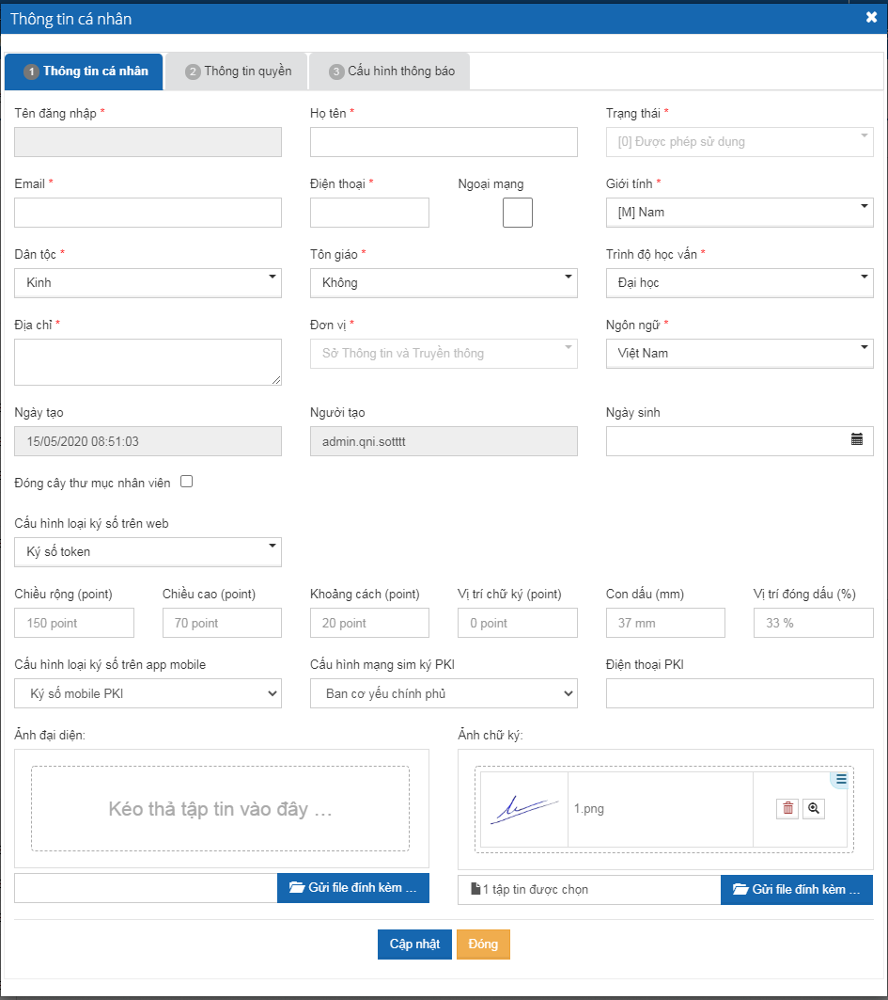 Thông tin cá nhân
1 Thông tin cá nhân 2 Thông tin quyền 3 Cấu hình thông báo
Tên đăng nhập * Họ tên * Trạng thái *
[0] Được phép sử dụng
Email * Điện thoại * Ngoại mạng Giới tính *
[M] Nam
Dân tộc * Tôn giáo * Trình độ học vấn *
Kinh Không Đại học
Địa chỉ * Đơn vị * Ngôn ngữ *
Sở Thông tin và Truyền thông Việt Nam
Ngày tạo Người tạo Ngày sinh
15/05/2020 08:51:03 admin.qni.sotttt
Đóng cây thư mục nhân viên
Cấu hình loại ký số trên web
Ký số token
Chiều rộng (point) Chiều cao (point) Khoảng cách (point) Vị trí chữ ký (point) Con dấu (mm) Vị trí đóng dấu (%)
150 point 70 point 20 point 0 point 37 mm 33 %
Cấu hình loại ký số trên app mobile Cấu hình mạng sim ký PKI Điện thoại PKI
Ký số mobile PKI Ban cơ yếu chính phủ
Ảnh đại diện: Ảnh chữ ký:
Kéo thả tập tin vào đây ... 1.png
Gửi file đính kèm ... 1 tập tin được chọn Gửi file đính kèm ...
Cập nhật Đóng